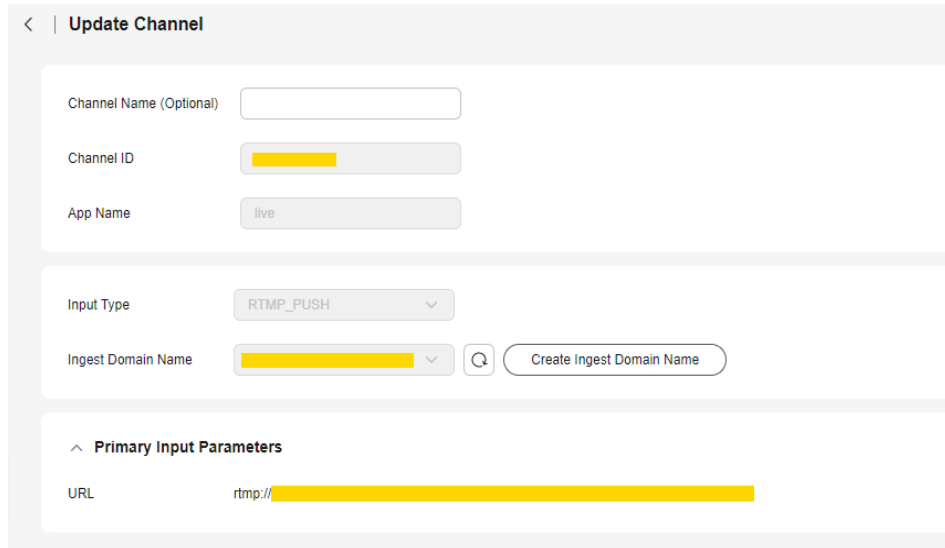 Update Channel
Channel Name (Optional)
Channel ID
App Name live
Input Type RTMP_PUSH
Ingest Domain Name Create Ingest Domain Name
Primary Input Parameters
URL rtmp://